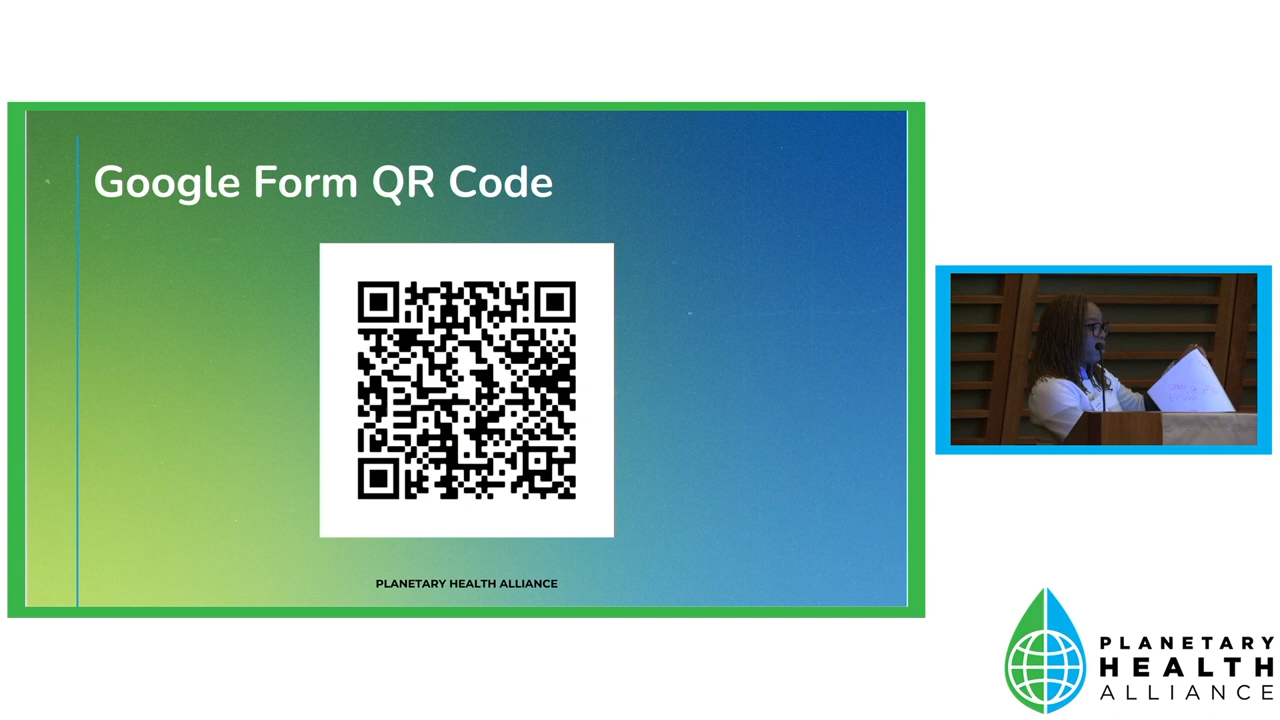 Google Form QR Code
PLANETARY HEALTH ALLIANCE
PLANETARY
HEALTH
ALLIANCE